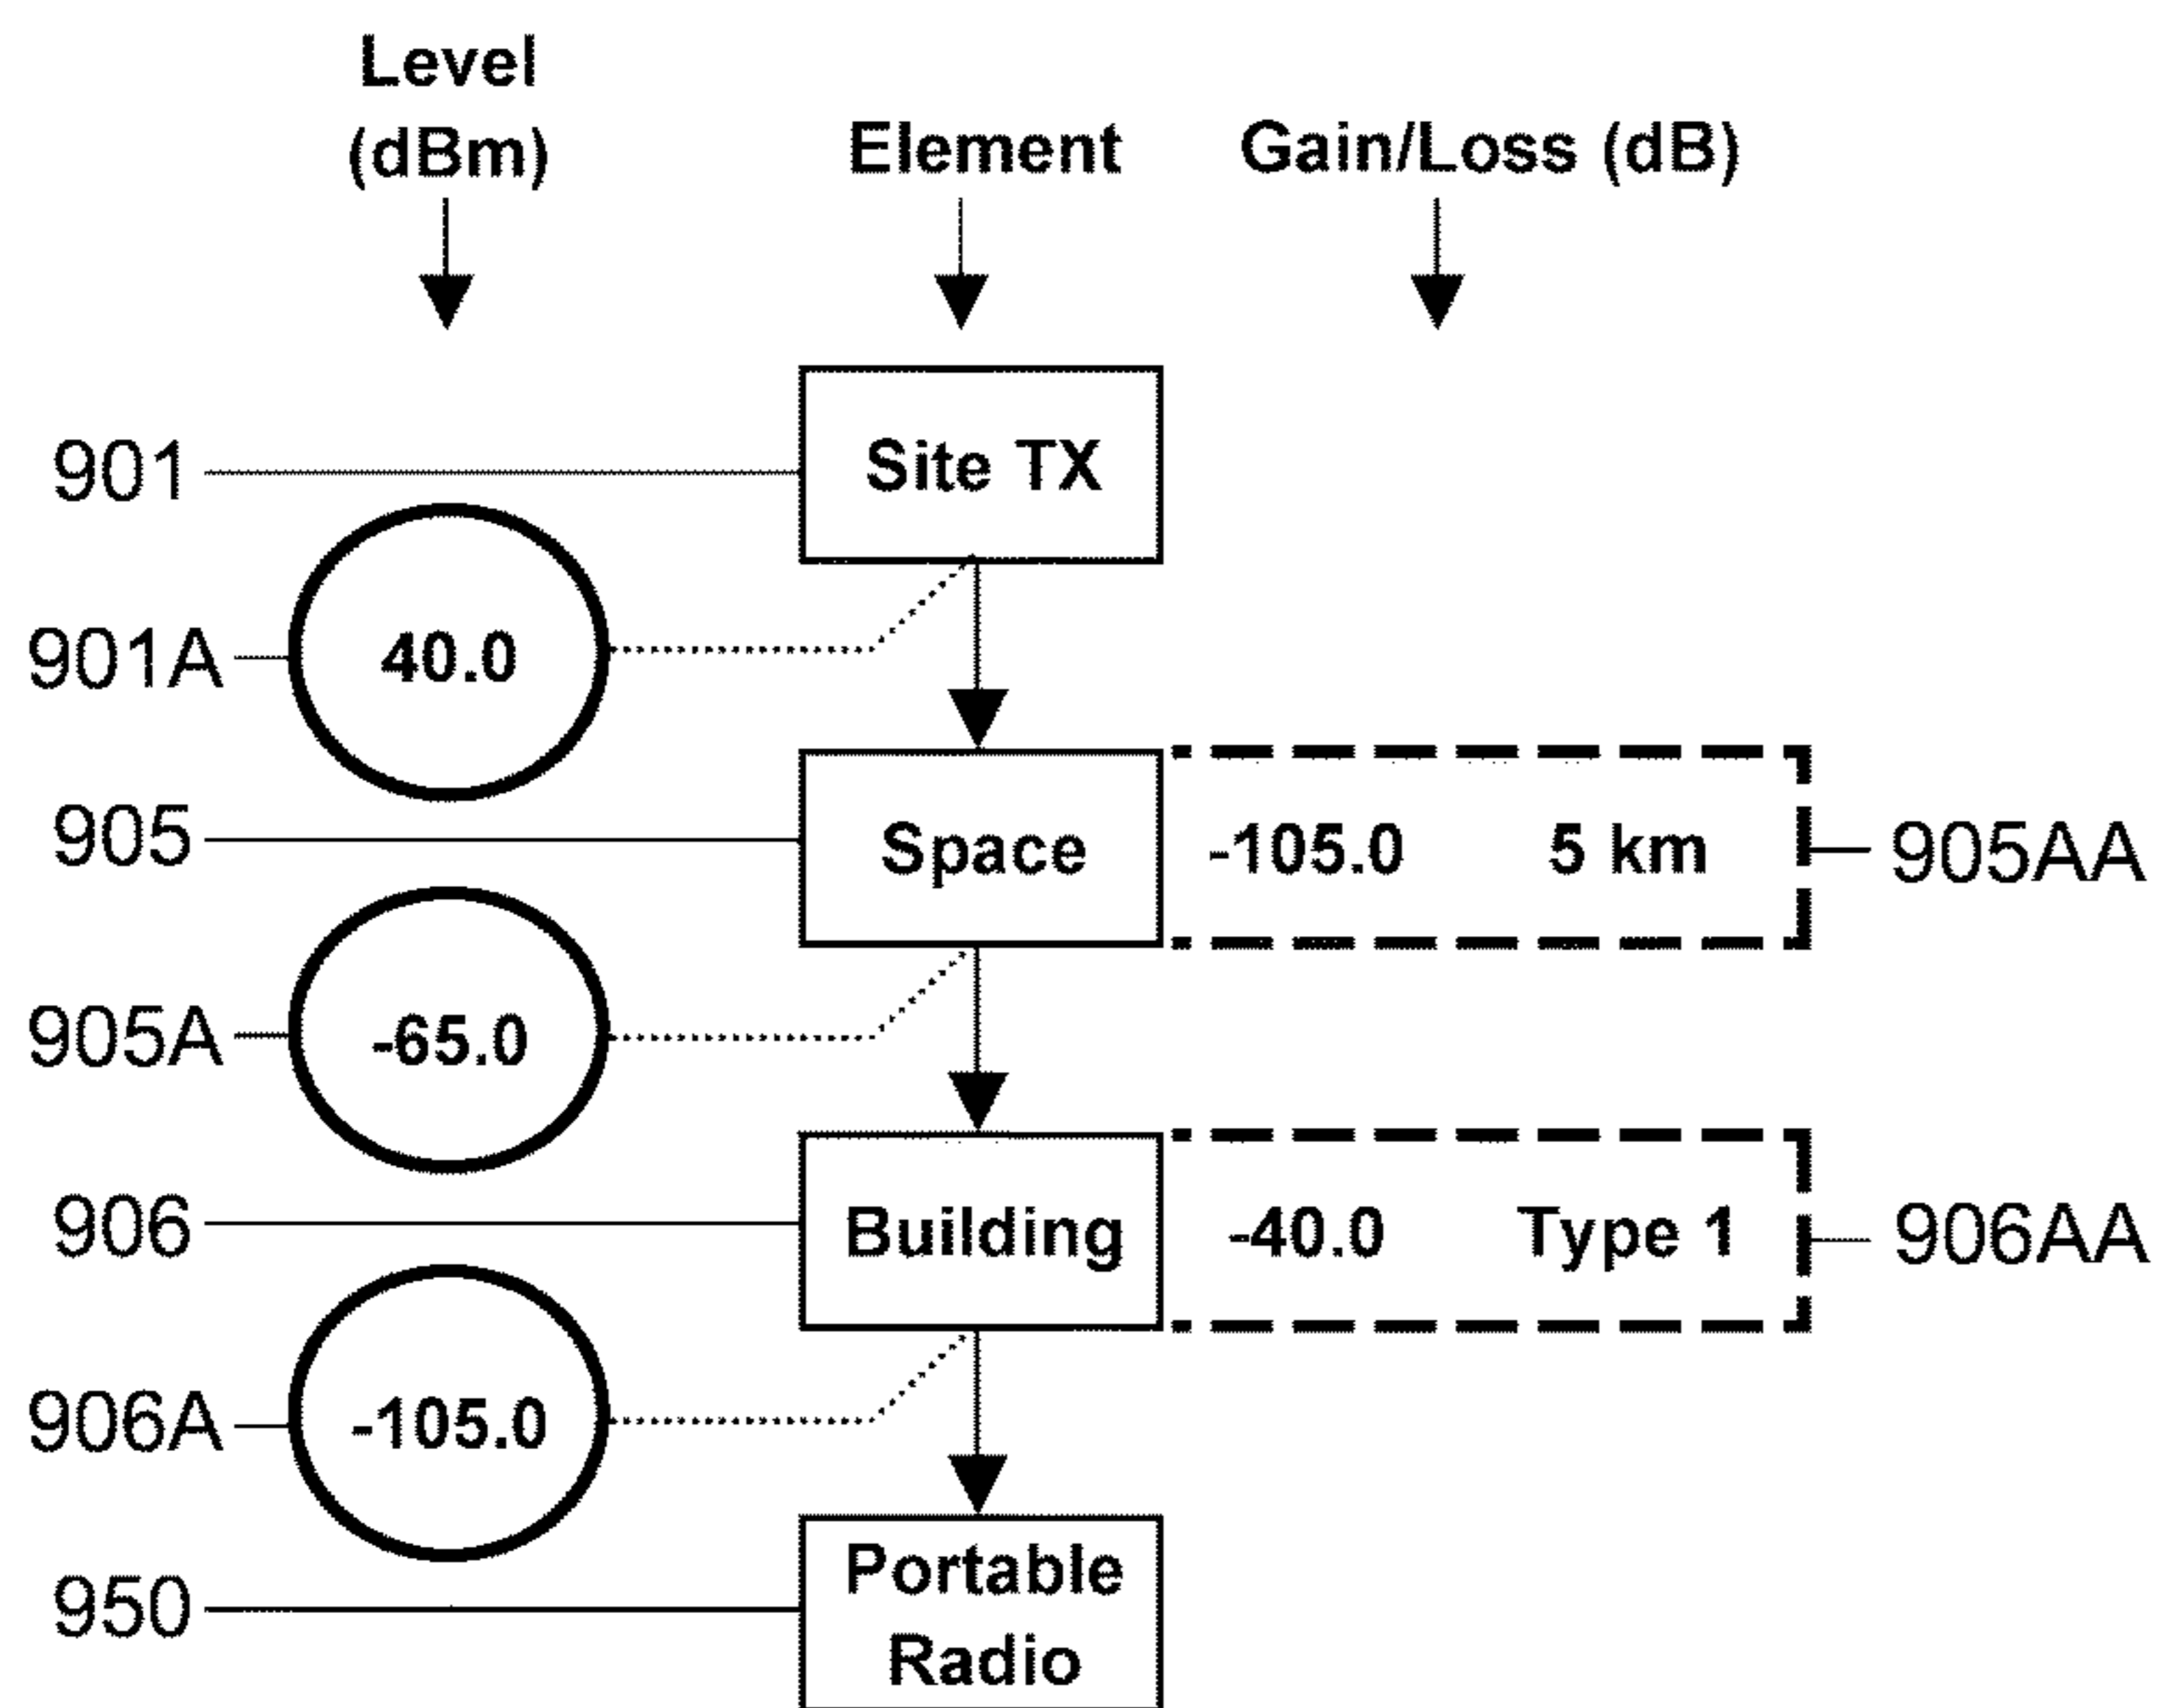 Level
(dBm)
Element
Gain/Loss (dB)
901
Site TX
901A
40.0
905
Space
-105.0 5 km
905AA
905A
-65.0
906
Building
-40.0 Type 1
906AA
906A
-105.0
950
Portable
Radio